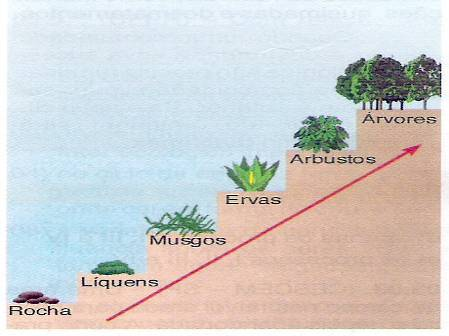 Árvores
Arbustos
Ervas
Musgos
Líquens
Rocha